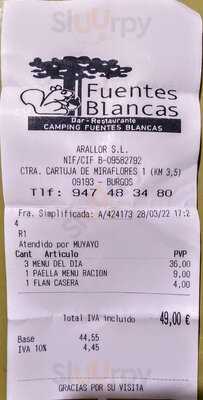 Fuentes
Blancas
Bar-Restaurante
CAMPING FUENTES BLANCAS
ARALLOR S.L.
NIF/CIF B-09582792
CTRA. CARTUJA DE MIRAFLORES 1 (KM 3,5)
09193 - BURGOS
Tlf: 947 48 34 80
Fra. Simplificada: A/424173 28/03/22 17:2
4
R1
Atendido por MUYAYO
Cant Artículo PVP
3 MENU DEL DIA 36,00
1 PAELLA MENU RACION 9,00
1 FLAN CASERA 4,00
Total IVA incluido 49,00 €
Base 44,55
IVA 10% 4,45
GRACIAS POR SU VISITA